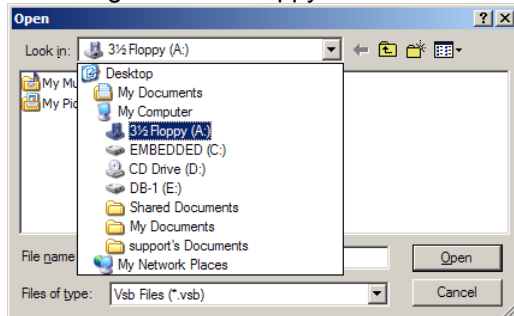 Open
Look in: 3½ Floppy (A:)
Desktop
My Documents
My Computer
3½ Floppy (A:)
EMBEDDED (C:)
CD Drive (D:)
DB-1 (E:)
Shared Documents
My Documents
support's Documents
My Network Places
My Mu
My Pic
File name
Open
Files of type: Vsb Files (*.vsb)
Cancel